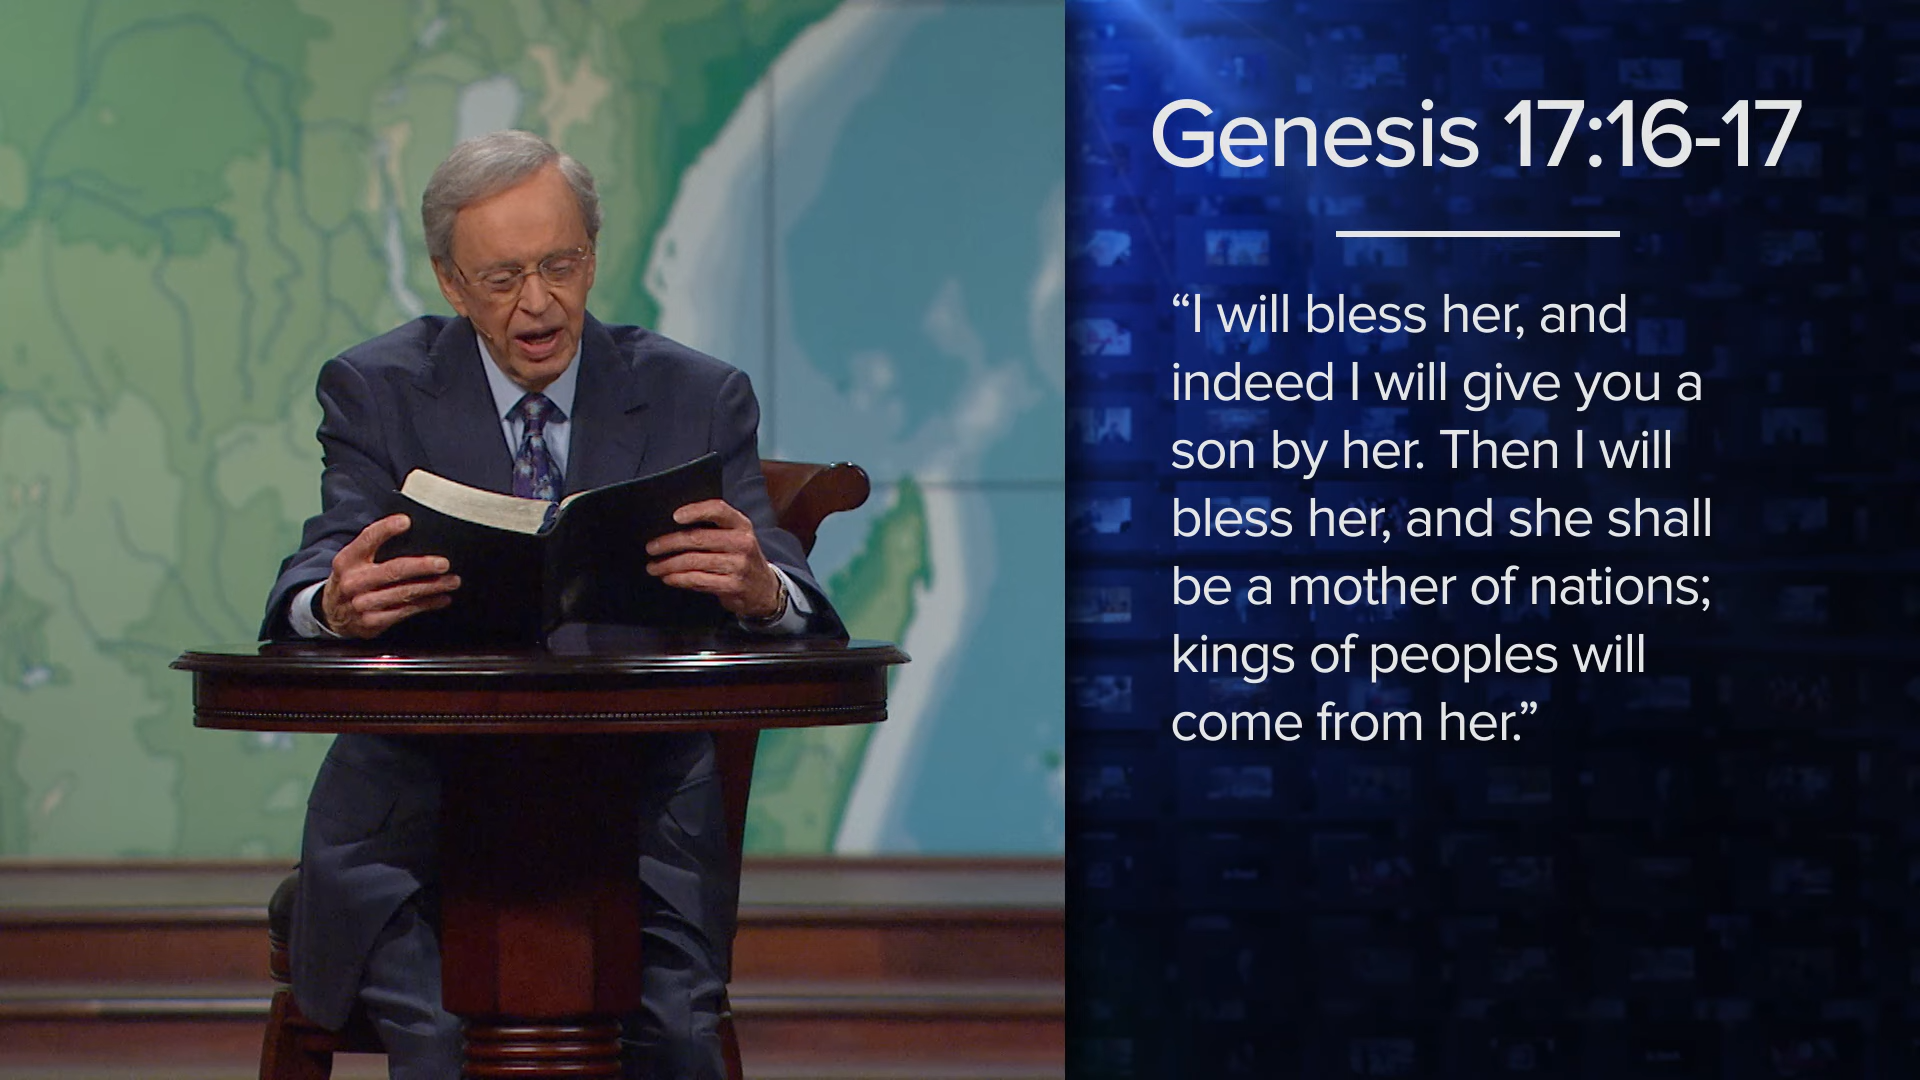 Genesis 17:16-17
“I will bless her, and
indeed I will give you a
son by her. Then I will
bless her, and she shall
be a mother of nations;
kings of peoples will
come from her.”